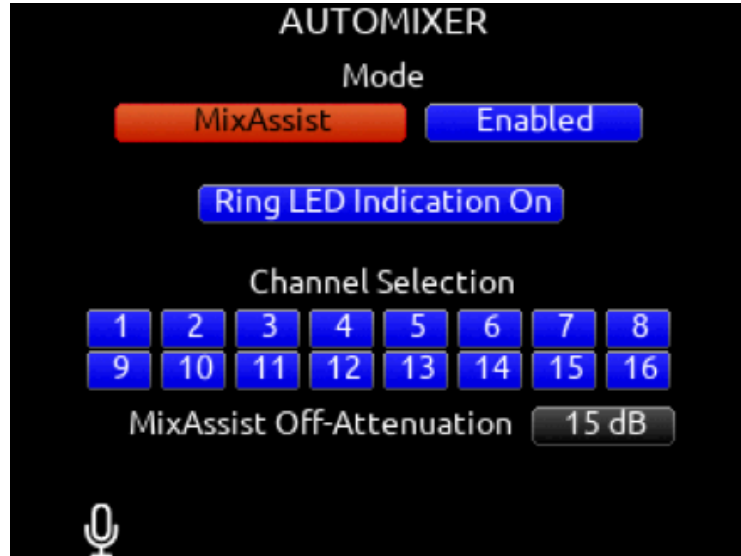 AUTOMIXER
Mode
MixAssist Enabled
Ring LED Indication On
Channel Selection
1 2 3 4 5 6 7 8
9 10 11 12 13 14 15 16
MixAssist Off-Attenuation 15 dB